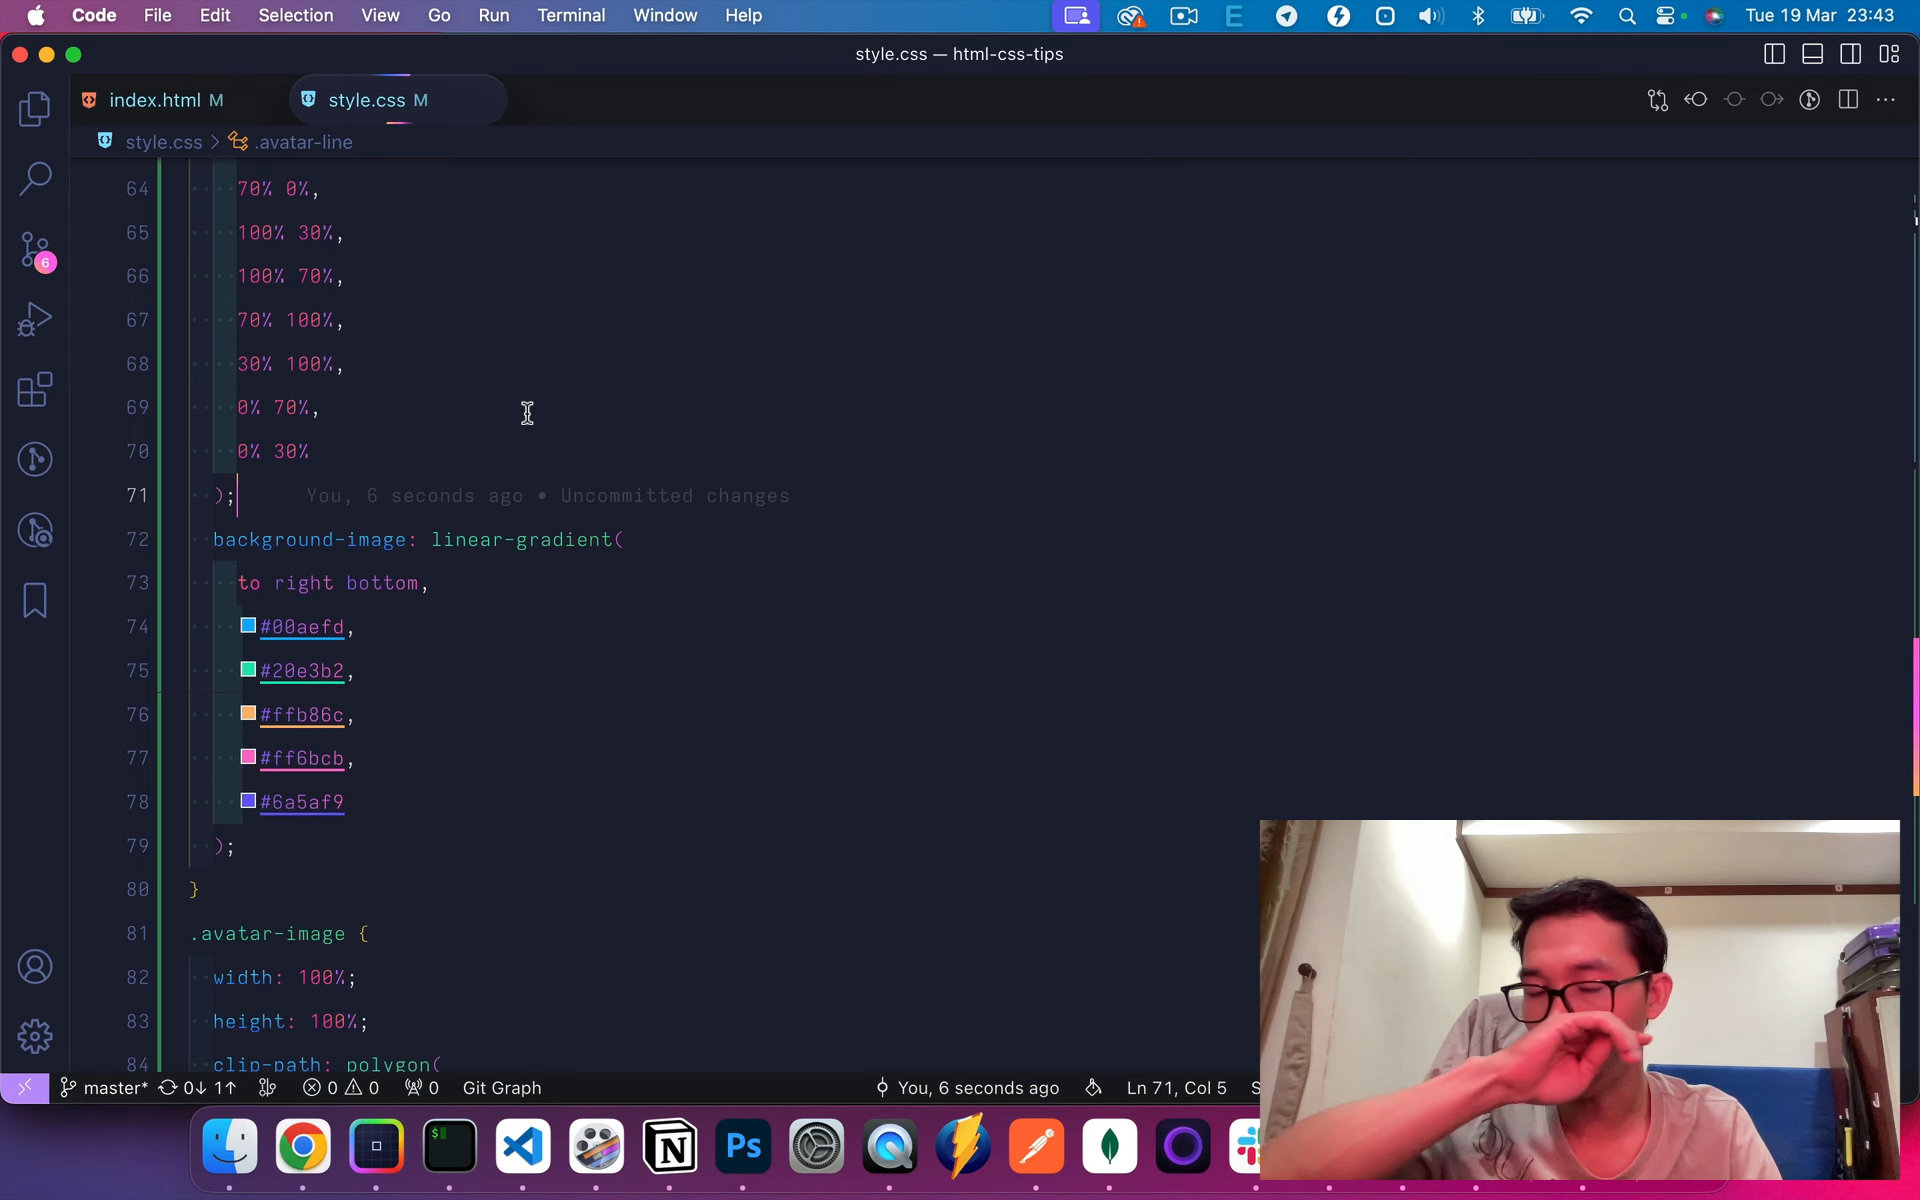 Code File Edit Selection View Go Run Terminal Window Help Tue 19 Mar 23:43
style.css — html-css-tips
index.html M style.css M
style.css > .avatar-line
64 70% 0%,
65 100% 30%,
66 100% 70%,
67 70% 100%,
68 30% 100%,
69 0% 70%,
70 0% 30%
71 ); You, 6 seconds ago • Uncommitted changes
72 background-image: linear-gradient(
73 to right bottom,
74 #00aefd,
75 #20e3b2,
76 #ffb86c,
77 #ff6bcb,
78 #6a5af9
79 );
80 }
81 .avatar-image {
82 width: 100%;
83 height: 100%;
84 clip-path: polygon(
6
master* 0↓ 1↑ 0 0 0 Git Graph You, 6 seconds ago Ln 71, Col 5 S
$ N Ps